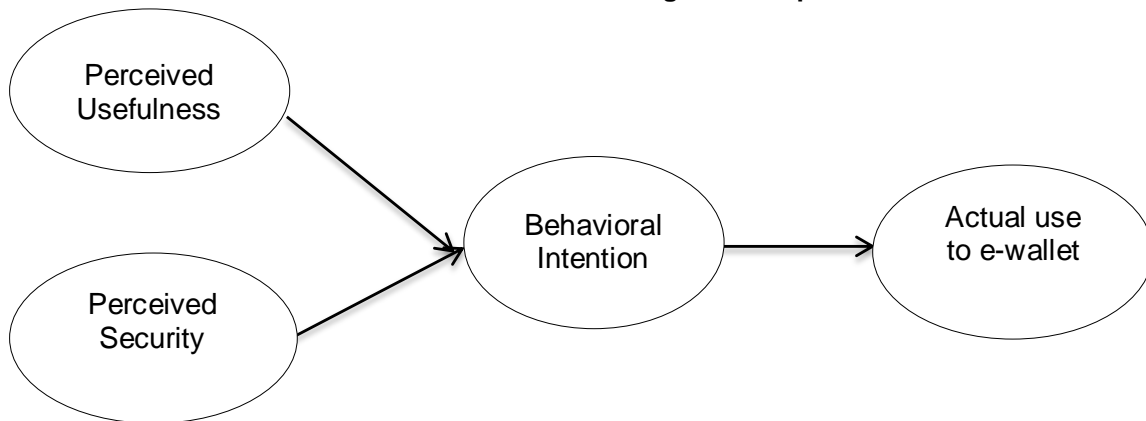 Perceived
Usefulness
Behavioral
Intention
Actual use
to e-wallet
Perceived
Security